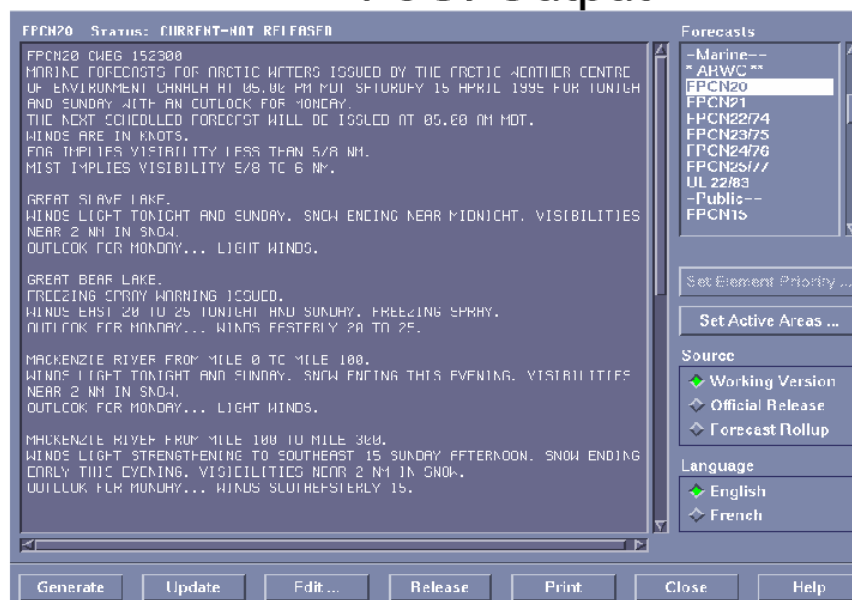 FPCN20 Status: CURRENT-NOT RELEASED
FPCN20 CWEG 152300
MARINE FORECASTS FOR ARCTIC WATERS ISSUED BY THE ARCTIC WEATHER CENTRE
OF ENVIRONMENT CANADA AT 05.00 PM MDT SATURDAY 15 APRIL 1995 FOR TONIGH
AND SUNDAY WITH AN OUTLOOK FOR MONDAY.
THE NEXT SCHEDULED FORECAST WILL BE ISSUED AT 05.00 AM MDT.
WINDS ARE IN KNOTS.
FOG IMPLIES VISIBILITY LESS THAN 5/8 NM.
MIST IMPLIES VISIBILITY 5/8 TO 6 NM.
GREAT SLAVE LAKE.
WINDS LIGHT TONIGHT AND SUNDAY. SNOW ENDING NEAR MIDNIGHT. VISIBILITIES
NEAR 2 NM IN SNOW.
OUTLOOK FOR MONDAY... LIGHT WINDS.
GREAT BEAR LAKE.
FREEZING SPRAY WARNING ISSUED.
WINDS EAST 20 TO 25 TONIGHT AND SUNDAY. FREEZING SPRAY.
OUTLOOK FOR MONDAY... WINDS EASTERLY 20 TO 25.
MACKENZIE RIVER FROM MILE 0 TO MILE 100.
WINDS LIGHT TONIGHT AND SUNDAY. SNOW ENDING THIS EVENING. VISIBILITIES
NEAR 2 NM IN SNOW.
OUTLOOK FOR MONDAY... LIGHT WINDS.
MACKENZIE RIVER FROM MILE 100 TO MILE 300.
WINDS LIGHT STRENGTHENING TO SOUTHEAST 15 SUNDAY AFTERNOON. SNOW ENDING
EARLY THIS EVENING. VISIBILITIES NEAR 2 NM IN SNOW.
OUTLOOK FOR MONDAY... WINDS SOUTHEASTERLY 15.
Forecasts
-Marine--
* ARWC **
FPCN20
FPCN21
FPCN22/74
FPCN23/75
FPCN24/76
FPCN25/77
UL 22/83
-Public--
FPCN15
Set Element Priority ...
Set Active Areas ...
Source
Working Version
Official Release
Forecast Rollup
Language
English
French
Generate Update Edit ... Release Print Close Help